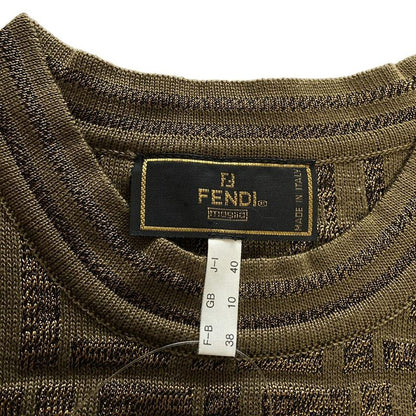 FENDI®
maglia
MADE IN ITALY
J-I 40
GB 10
F-B 38